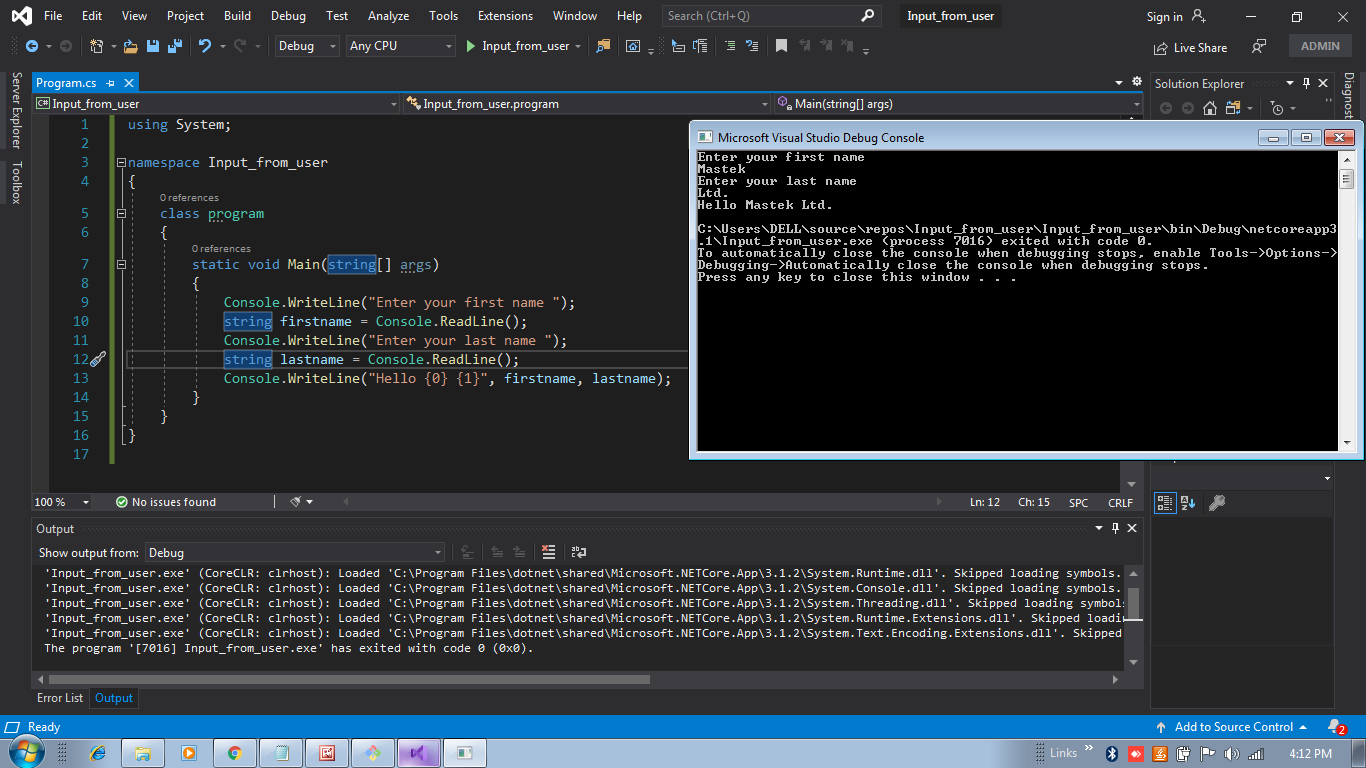 File Edit View Project Build Debug Test Analyze Tools Extensions Window Help Search (Ctrl+Q) Input_from_user Sign in
Debug Any CPU Input_from_user Live Share ADMIN
Server Explorer
Toolbox
Program.cs
Input_from_user Input_from_user.program Main(string[] args)
1 using System;
2
3 namespace Input_from_user
4 {
0 references
5 class program
6 {
0 references
7 static void Main(string[] args)
8 {
9 Console.WriteLine("Enter your first name ");
10 string firstname = Console.ReadLine();
11 Console.WriteLine("Enter your last name ");
12 string lastname = Console.ReadLine();
13 Console.WriteLine("Hello {0} {1}", firstname, lastname);
14 }
15 }
16 }
17
100 % No issues found Ln: 12 Ch: 15 SPC CRLF
Solution Explorer
Microsoft Visual Studio Debug Console
Enter your first name
Mastek
Enter your last name
Ltd.
Hello Mastek Ltd.
C:\Users\DELL\source\repos\Input_from_user\Input_from_user\bin\Debug\netcoreapp3
.1\Input_from_user.exe (process 7016) exited with code 0.
To automatically close the console when debugging stops, enable Tools->Options->
Debugging->Automatically close the console when debugging stops.
Press any key to close this window . . .
Output
Show output from: Debug
'Input_from_user.exe' (CoreCLR: clrhost): Loaded 'C:\Program Files\dotnet\shared\Microsoft.NETCore.App\3.1.2\System.Runtime.dll'. Skipped loading symbols.
'Input_from_user.exe' (CoreCLR: clrhost): Loaded 'C:\Program Files\dotnet\shared\Microsoft.NETCore.App\3.1.2\System.Console.dll'. Skipped loading symbols.
'Input_from_user.exe' (CoreCLR: clrhost): Loaded 'C:\Program Files\dotnet\shared\Microsoft.NETCore.App\3.1.2\System.Threading.dll'. Skipped loading symbols
'Input_from_user.exe' (CoreCLR: clrhost): Loaded 'C:\Program Files\dotnet\shared\Microsoft.NETCore.App\3.1.2\System.Runtime.Extensions.dll'. Skipped loadi
'Input_from_user.exe' (CoreCLR: clrhost): Loaded 'C:\Program Files\dotnet\shared\Microsoft.NETCore.App\3.1.2\System.Text.Encoding.Extensions.dll'. Skipped
The program '[7016] Input_from_user.exe' has exited with code 0 (0x0).
Error List Output
Ready Add to Source Control 2
Links 4:12 PM